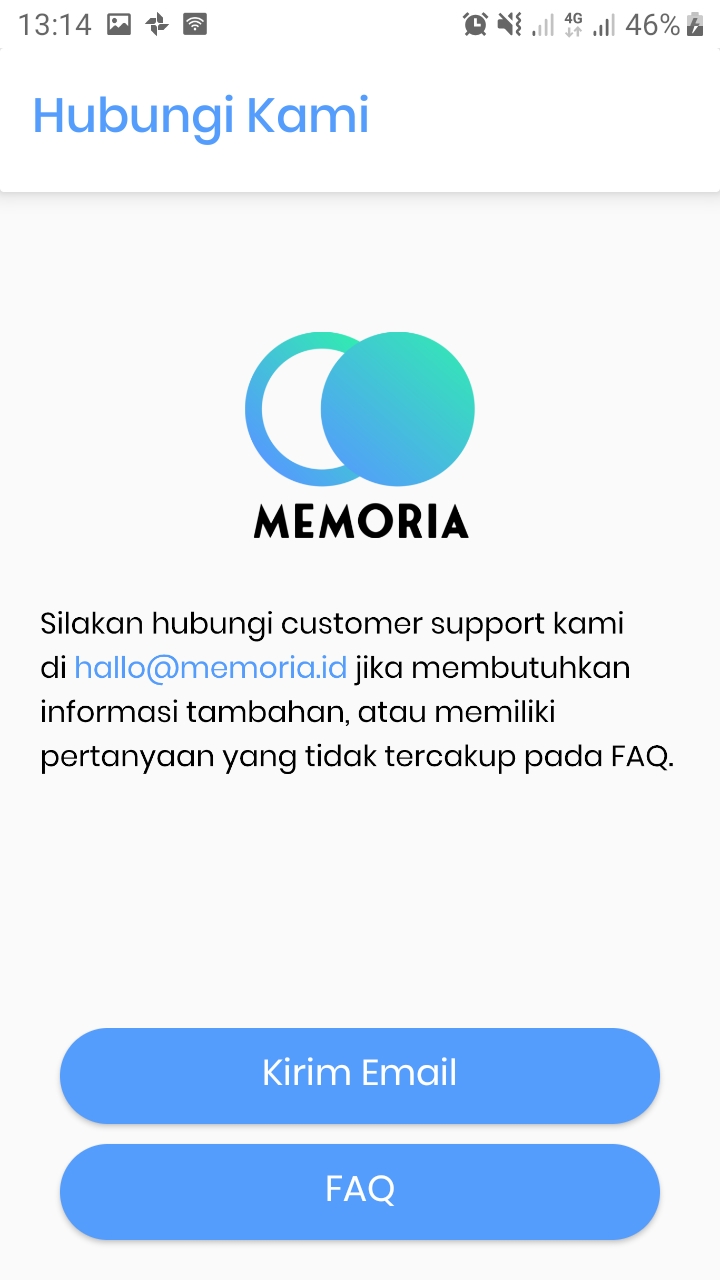 13:14
4G
46%
Hubungi Kami
MEMORIA
Silakan hubungi customer support kami
di hallo@memoria.id jika membutuhkan
informasi tambahan, atau memiliki
pertanyaan yang tidak tercakup pada FAQ.
Kirim Email
FAQ